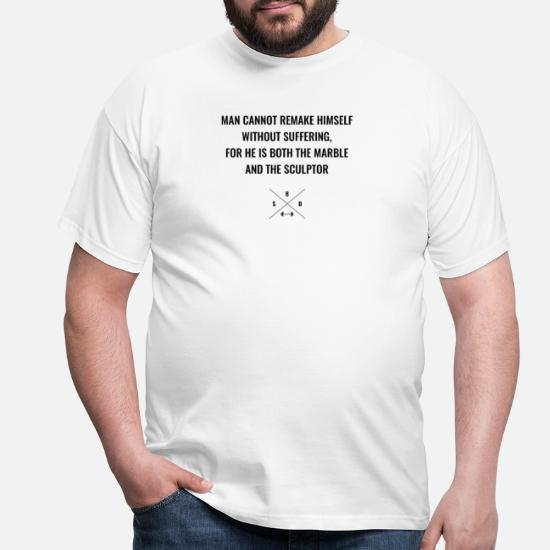 MAN CANNOT REMAKE HIMSELF
WITHOUT SUFFERING,
FOR HE IS BOTH THE MARBLE
AND THE SCULPTOR
B
S D